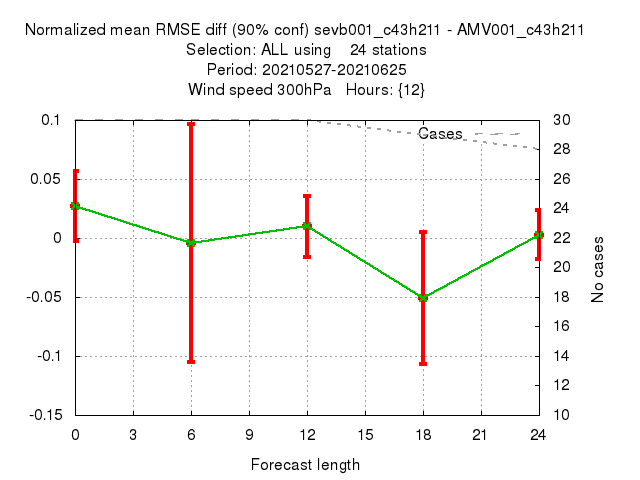 Normalized mean RMSE diff (90% conf) sevb001_c43h211 - AMV001_c43h211
Selection: ALL using 24 stations
Period: 20210527-20210625
Wind speed 300hPa Hours: {12}
0.1
0.05
0
-0.05
-0.1
-0.15
Cases
30
28
26
24
22
20
18
16
14
12
10
No cases
0 3 6 9 12 15 18 21 24
Forecast length